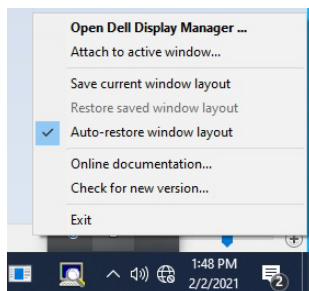 Open Dell Display Manager ...
Attach to active window...
Save current window layout
Restore saved window layout
Auto-restore window layout
Online documentation...
Check for new version...
Exit
1:48 PM
2/2/2021
2